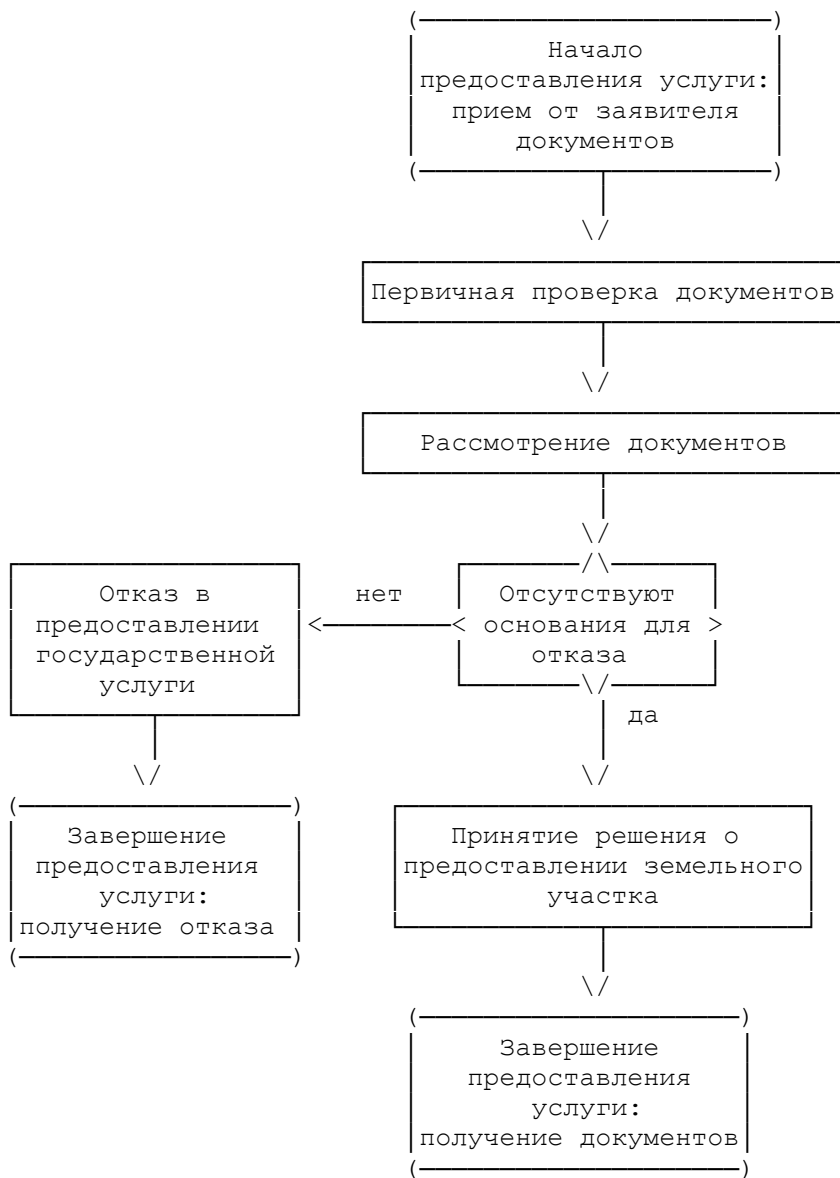 Начало
предоставления услуги:
прием от заявителя
документов
Первичная проверка документов
Рассмотрение документов
Отсутствуют
основания для
отказа
нет
Отказ в
предоставлении
государственной
услуги
да
Завершение
предоставления
услуги:
получение отказа
Принятие решения о
предоставлении земельного
участка
Завершение
предоставления
услуги:
получение документов